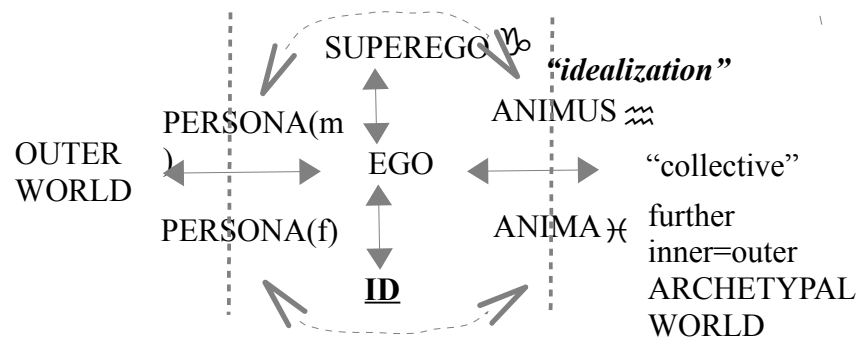 SUPEREGO ♑
“idealization”
PERSONA(m
)
ANIMUS ♒
OUTER
WORLD
EGO
“collective”
PERSONA(f)
ANIMA ♓
further
inner=outer
ARCHETYPAL
WORLD
ID